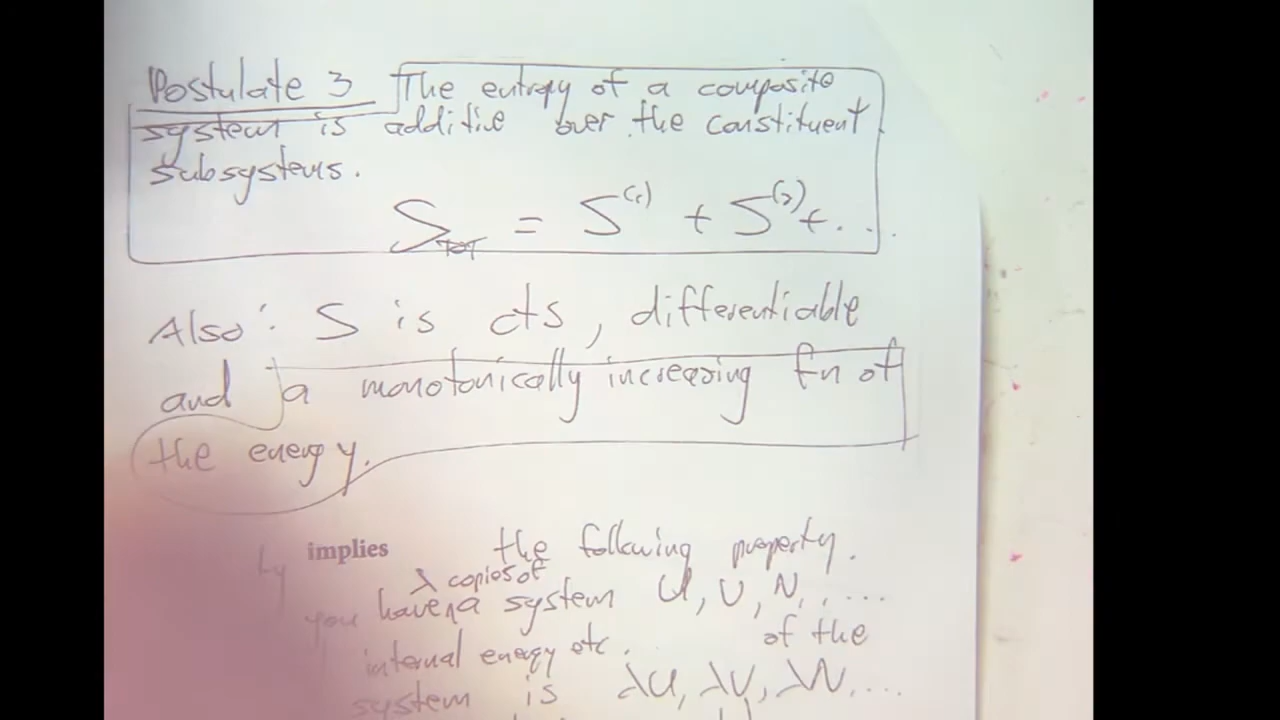 Postulate 3 The entropy of a composite
system is additive over the constituent
subsystems.
S_TOT = S^(1) + S^(2) + ...
Also: S is cts, differentiable
and a monotonically increasing fn of
the energy.
implies the following property.
λ copies of
you have a system U, V, N, ....
internal energy etc. of the
system is λU, λV, λN, ....